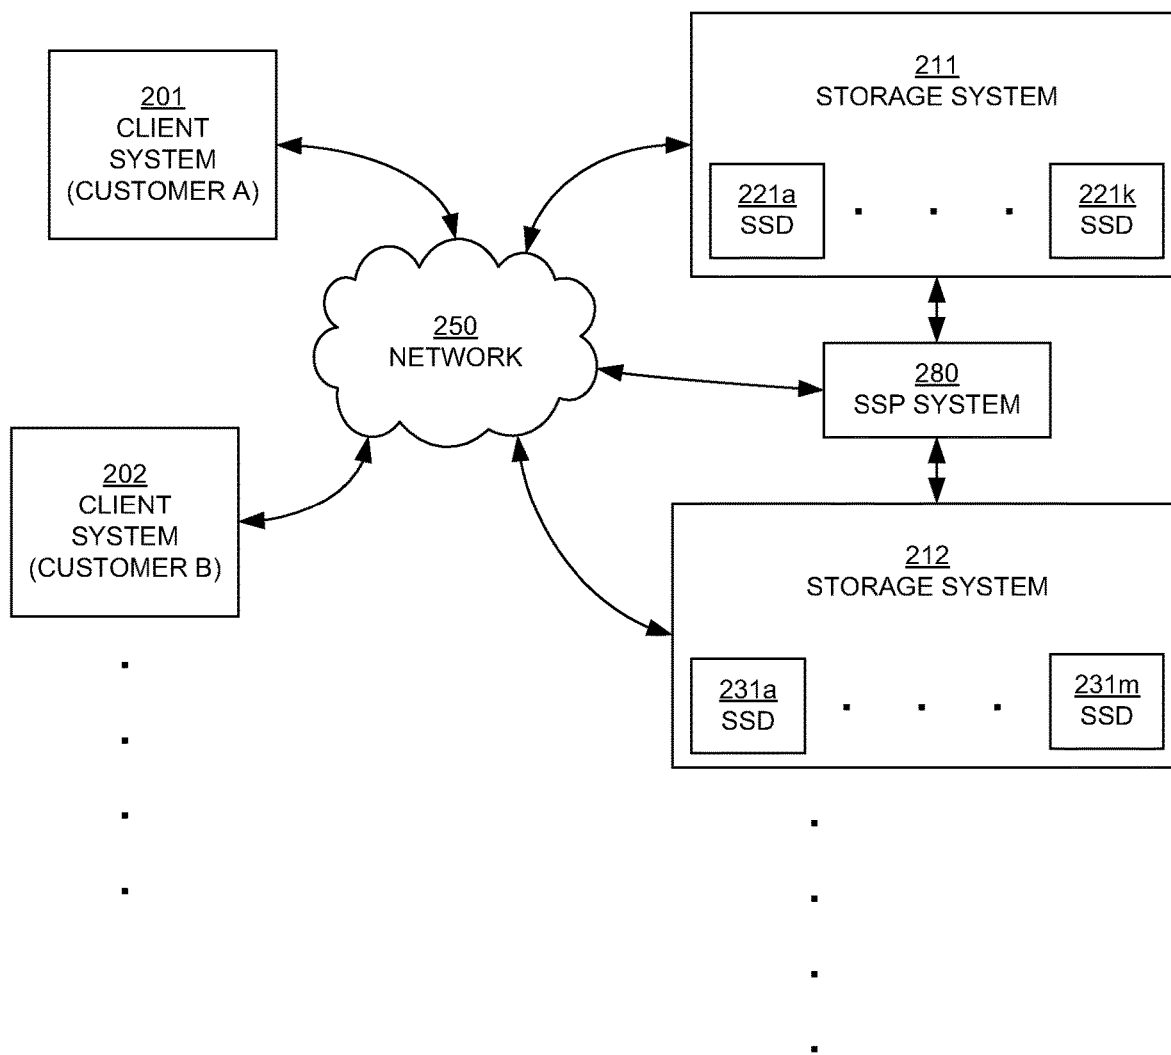 201
CLIENT
SYSTEM
(CUSTOMER A)
211
STORAGE SYSTEM
221a
SSD
221k
SSD
250
NETWORK
280
SSP SYSTEM
202
CLIENT
SYSTEM
(CUSTOMER B)
212
STORAGE SYSTEM
231a
SSD
231m
SSD